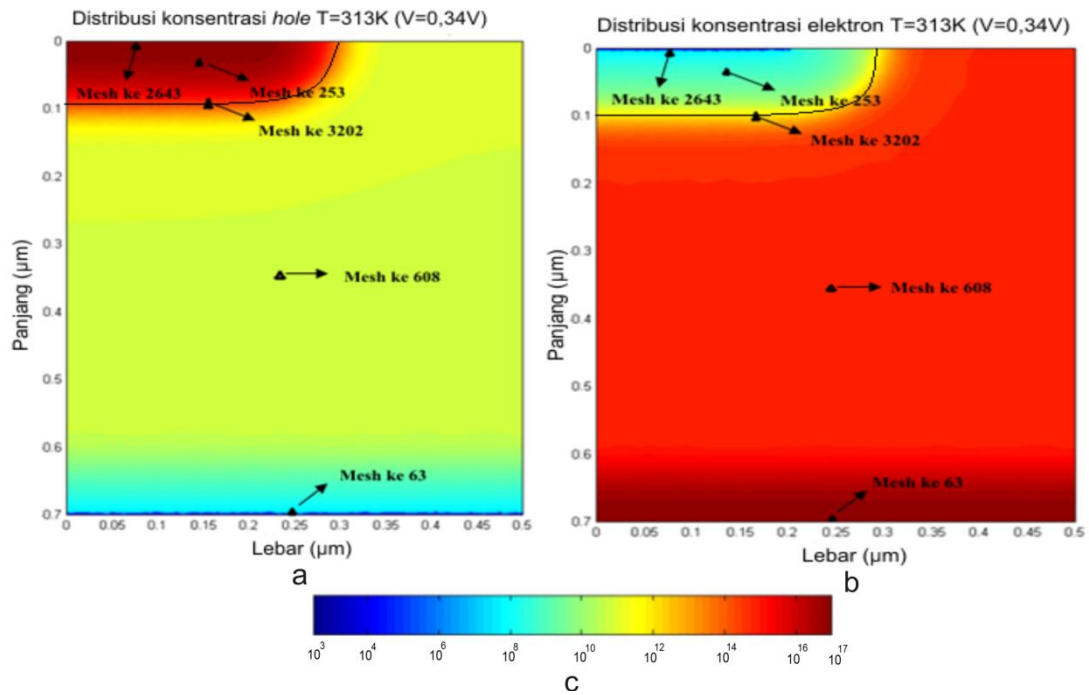 Distribusi konsentrasi hole T=313K (V=0,34V)
0
0.1
0.2
0.3
0.4
0.5
0.6
0.7
Panjang (µm)
Mesh ke 2643
Mesh ke 253
Mesh ke 3202
Mesh ke 608
Mesh ke 63
0 0.05 0.1 0.15 0.2 0.25 0.3 0.35 0.4 0.45 0.5
Lebar (µm)
a
Distribusi konsentrasi elektron T=313K (V=0,34V)
0
0.1
0.2
0.3
0.4
0.5
0.6
0.7
Panjang (µm)
Mesh ke 2643
Mesh ke 253
Mesh ke 3202
Mesh ke 608
Mesh ke 63
0 0.05 0.1 0.15 0.2 0.25 0.3 0.35 0.4 0.45 0.5
Lebar (µm)
b
10³ 10⁴ 10⁶ 10⁸ 10¹⁰ 10¹² 10¹⁴ 10¹⁶ 10¹⁷
c